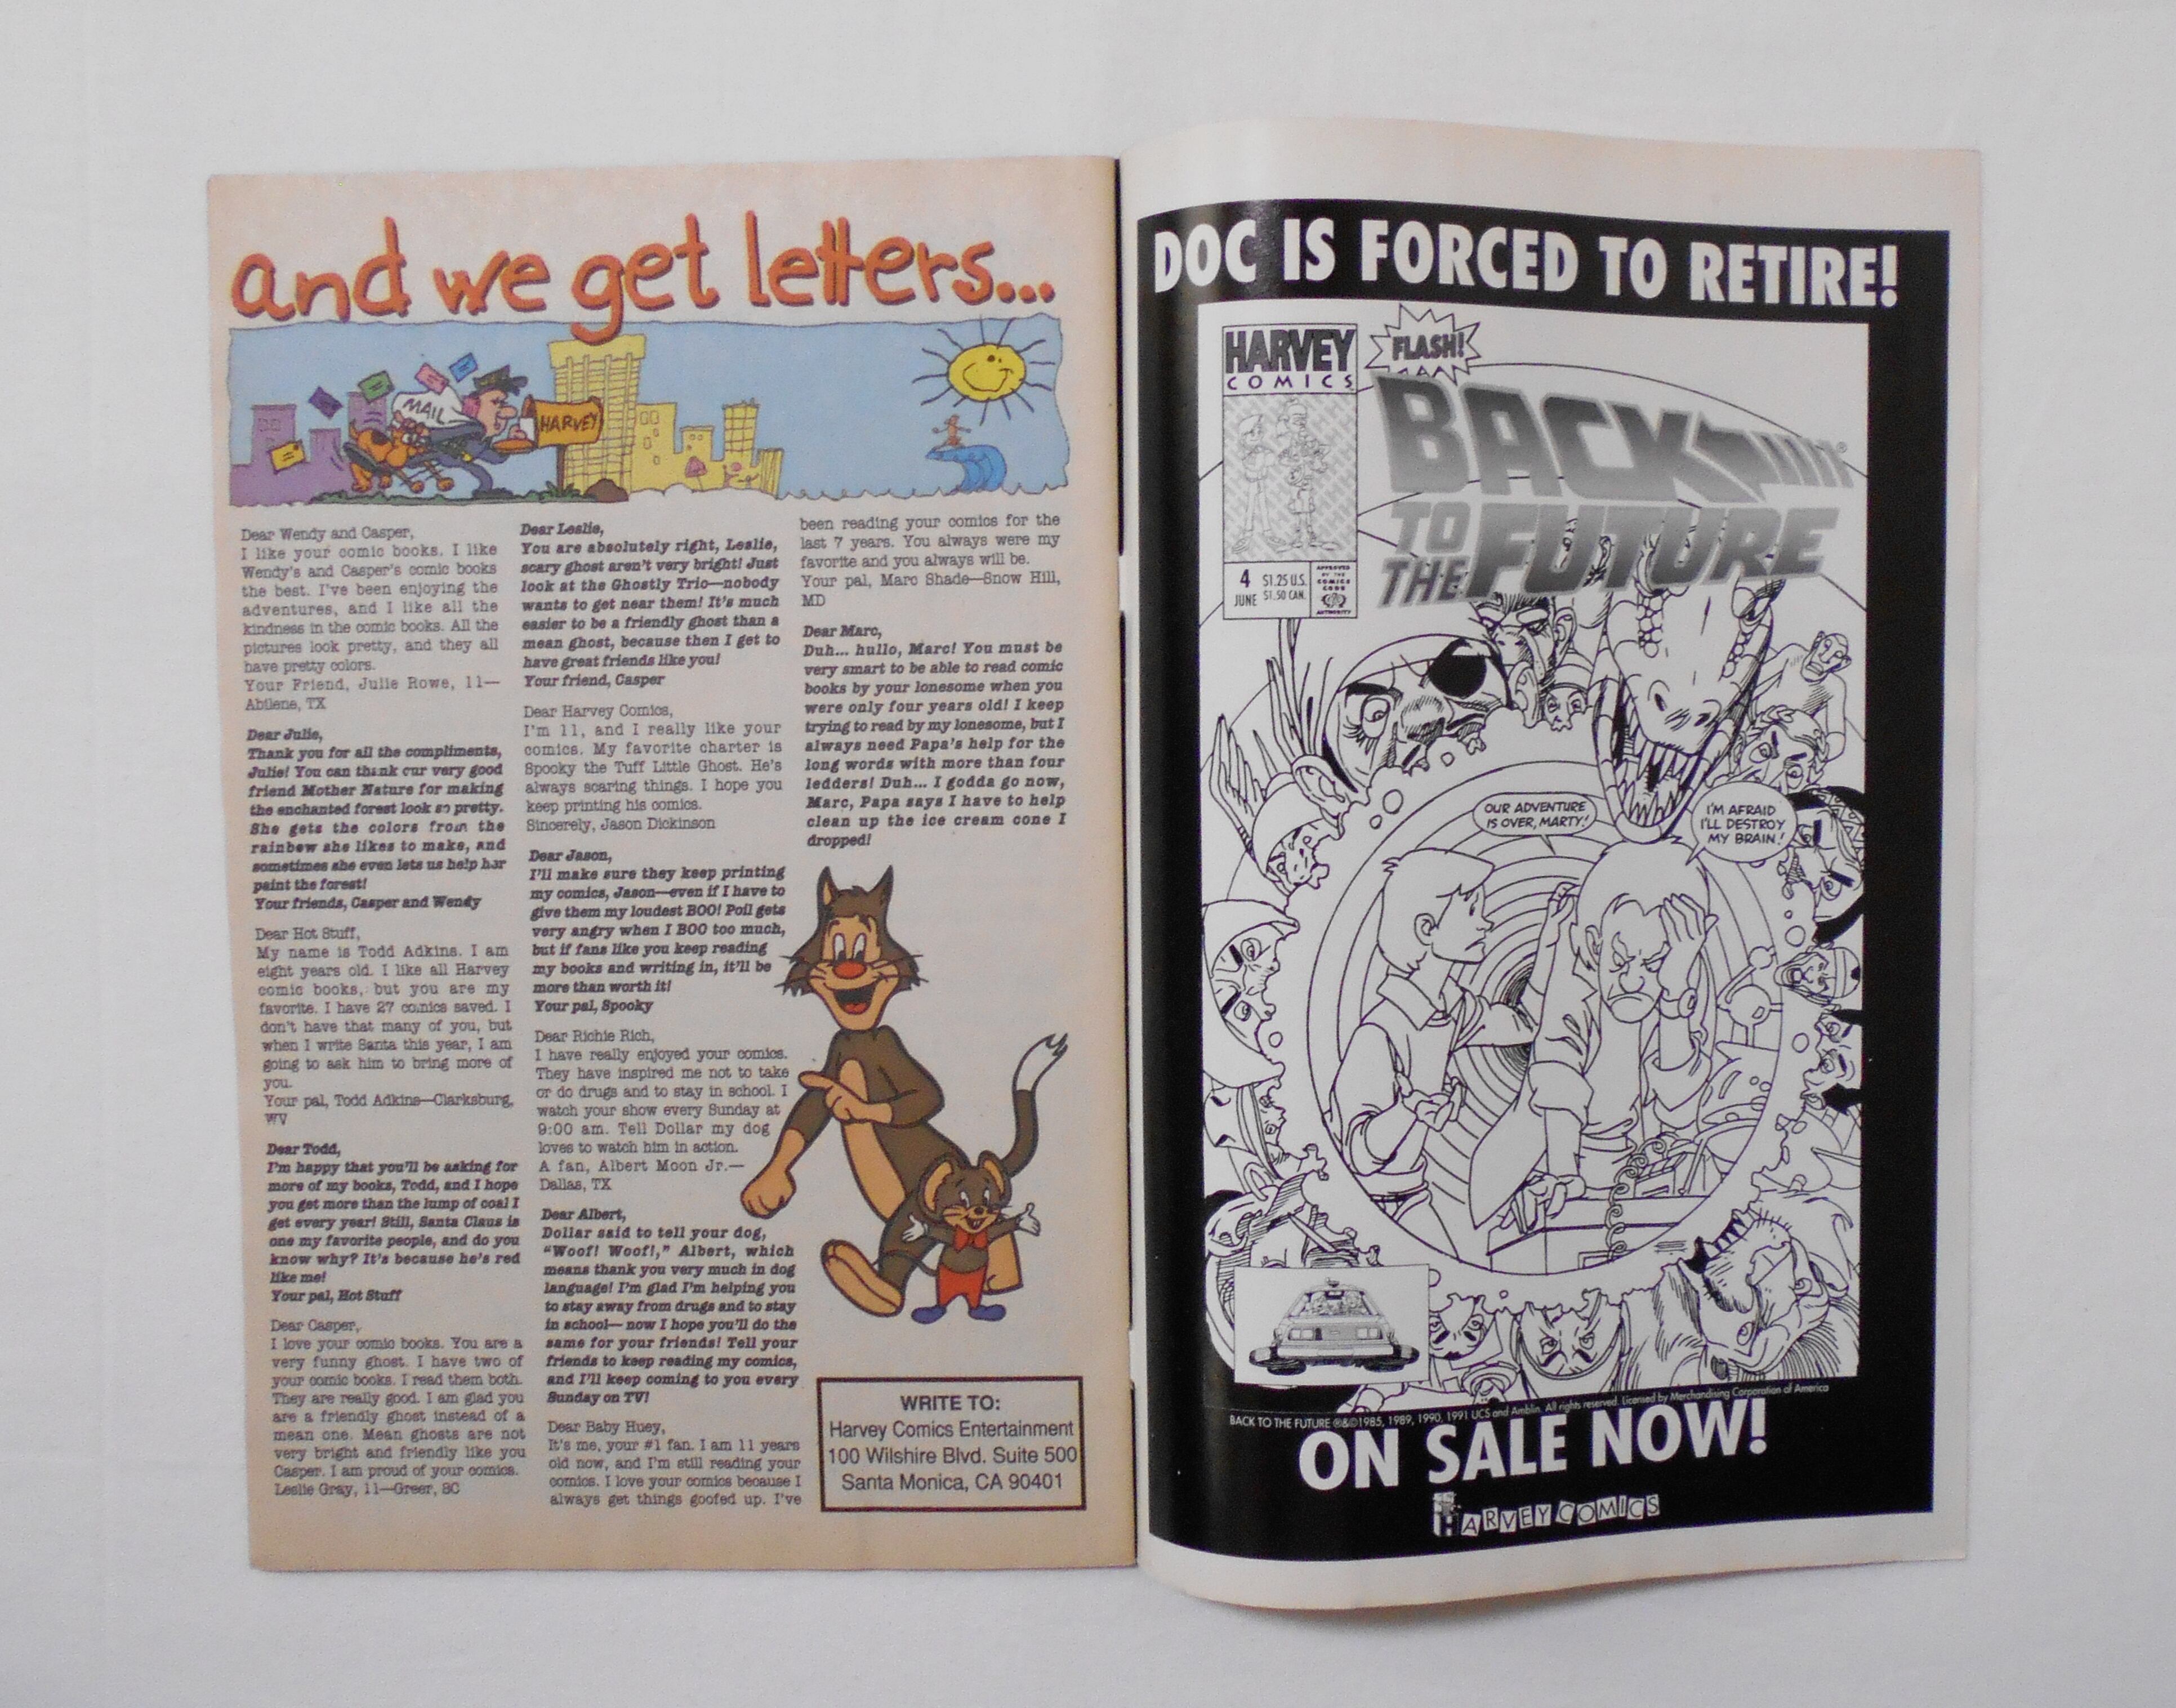 and we get letters...
MAIL
HARVEY
Dear Wendy and Casper,
I like your comic books. I like
Wendy's and Casper's comic books
the best. I've been enjoying the
adventures, and I like all the
kindness in the comic books. All the
pictures look pretty, and they all
have pretty colors.
Your Friend, Julie Rowe, 11—
Abilene, TX
Dear Julie,
Thank you for all the compliments,
Julie! You can thank our very good
friend Mother Nature for making
the enchanted forest look so pretty.
She gets the colors from the
rainbow she likes to make, and
sometimes she even lets us help her
paint the forest!
Your friends, Casper and Wendy
Dear Hot Stuff,
My name is Todd Adkins. I am
eight years old. I like all Harvey
comic books, but you are my
favorite. I have 27 comics saved. I
don't have that many of you, but
when I write Santa this year, I am
going to ask him to bring more of
you.
Your pal, Todd Adkins—Clarksburg,
WV
Dear Todd,
I'm happy that you'll be asking for
more of my books, Todd, and I hope
you get more than the lump of coal I
get every year! Still, Santa Claus is
one my favorite people, and do you
know why? It's because he's red
like me!
Your pal, Hot Stuff
Dear Casper,
I love your comic books. You are a
very funny ghost. I have two of
your comic books. I read them both.
They are really good. I am glad you
are a friendly ghost instead of a
mean one. Mean ghosts are not
very bright and friendly like you
Casper. I am proud of your comics.
Leslie Gray, 11—Greer, SC
Dear Leslie,
You are absolutely right, Leslie,
scary ghost aren't very bright! Just
look at the Ghostly Trio—nobody
wants to get near them! It's much
easier to be a friendly ghost than a
mean ghost, because then I get to
have great friends like you!
Your friend, Casper
Dear Harvey Comics,
I'm 11, and I really like your
comics. My favorite charter is
Spooky the Tuff Little Ghost. He's
always scaring things. I hope you
keep printing his comics.
Sincerely, Jason Dickinson
Dear Jason,
I'll make sure they keep printing
my comics, Jason—even if I have to
give them my loudest BOO! Poil gets
very angry when I BOO too much,
but if fans like you keep reading
my books and writing in, it'll be
more than worth it!
Your pal, Spooky
Dear Richie Rich,
I have really enjoyed your comics.
They have inspired me not to take
or do drugs and to stay in school. I
watch your show every Sunday at
9:00 am. Tell Dollar my dog
loves to watch him in action.
A fan, Albert Moon Jr.—
Dallas, TX
Dear Albert,
Dollar said to tell your dog,
"Woof! Woof!," Albert, which
means thank you very much in dog
language! I'm glad I'm helping you
to stay away from drugs and to stay
in school—now I hope you'll do the
same for your friends! Tell your
friends to keep reading my comics,
and I'll keep coming to you every
Sunday on TV!
Dear Baby Huey,
It's me, your #1 fan. I am 11 years
old now, and I'm still reading your
comics. I love your comics because I
always get things goofed up. I've
been reading your comics for the
last 7 years. You always were my
favorite and you always will be.
Your pal, Marc Shade—Snow Hill,
MD
Dear Marc,
Duh... hullo, Marc! You must be
very smart to be able to read comic
books by your lonesome when you
were only four years old! I keep
trying to read by my lonesome, but I
always need Papa's help for the
long words with more than four
ledders! Duh... I godda go now,
Marc, Papa says I have to help
clean up the ice cream cone I
dropped!
WRITE TO:
Harvey Comics Entertainment
100 Wilshire Blvd. Suite 500
Santa Monica, CA 90401
DOC IS FORCED TO RETIRE!
HARVEY
COMICS
FLASH!
BACK
TO
THE FUTURE
4
JUNE
$1.25 U.S.
$1.50 CAN.
APPROVED
BY THE
COMICS
CODE
AUTHORITY
OUR ADVENTURE
IS OVER, MARTY!
I'M AFRAID
I'LL DESTROY
MY BRAIN!
BACK TO THE FUTURE ®&©1985, 1989, 1990, 1991 UCS and Amblin. All rights reserved. Licensed by Merchandising Corporation of America
ON SALE NOW!
HARVEY COMICS